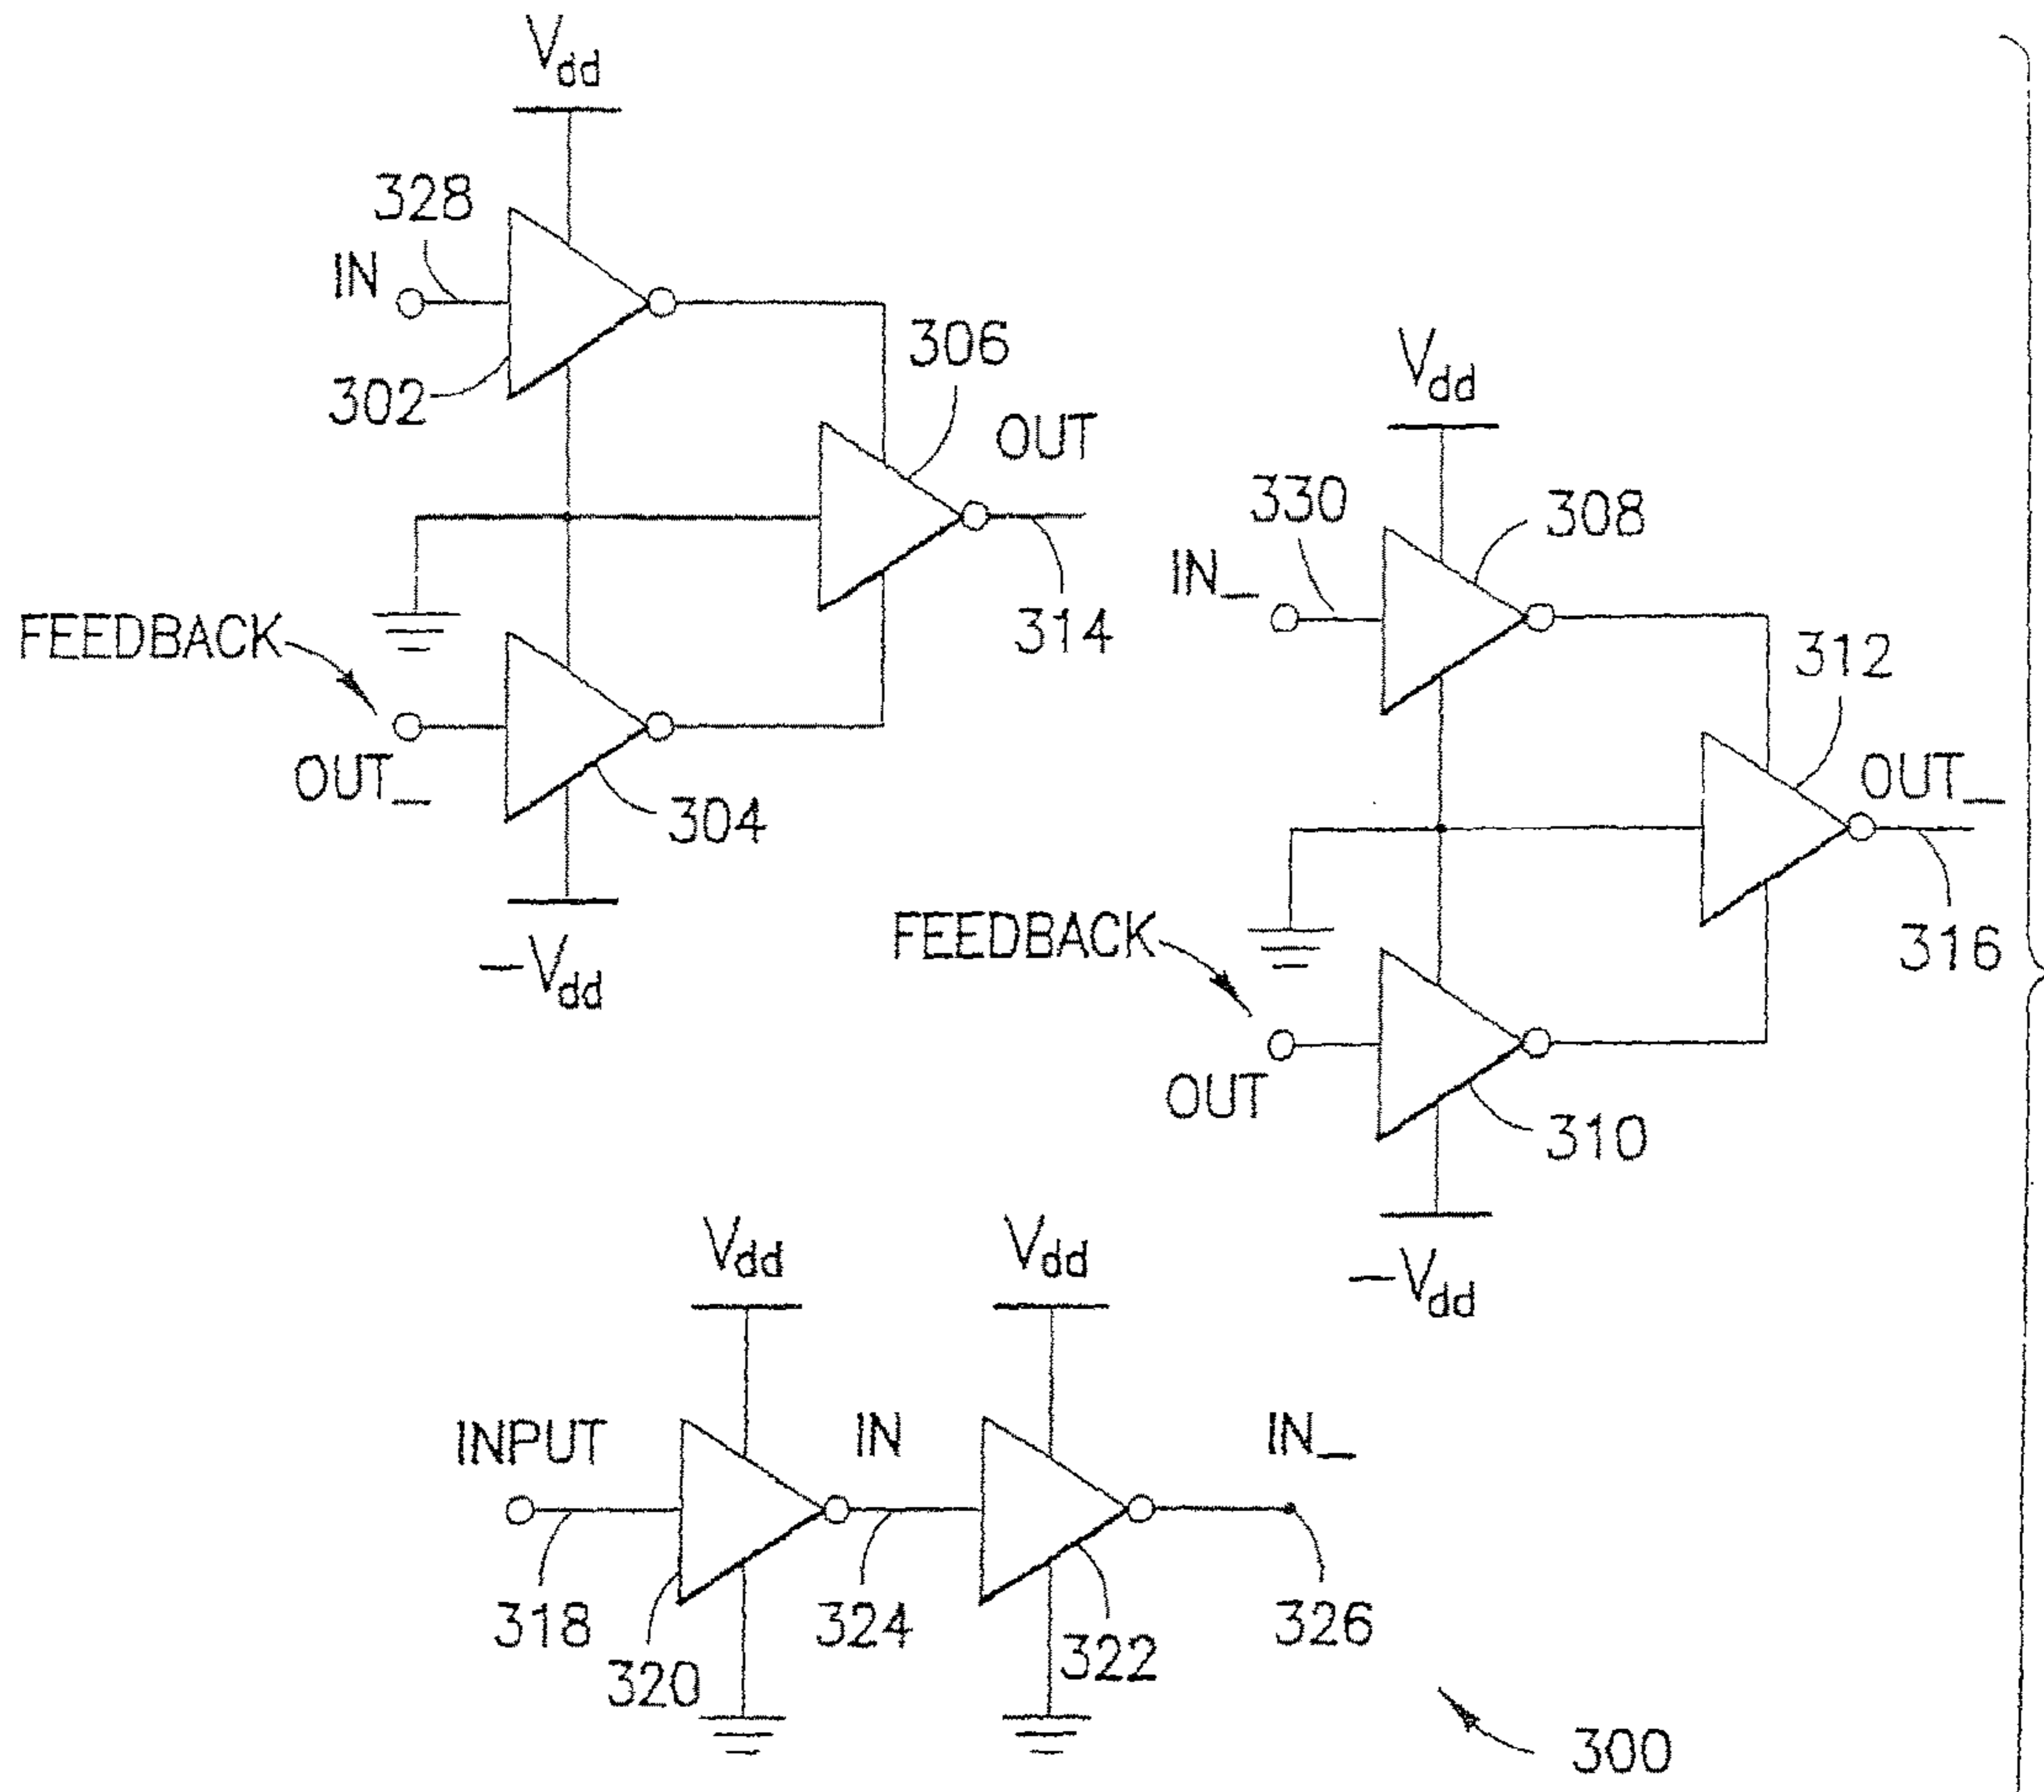 Vdd
328
IN
302
306
OUT
314
FEEDBACK
OUT_
304
-Vdd
Vdd
330
308
IN_
312
OUT_
316
FEEDBACK
OUT
310
-Vdd
Vdd
Vdd
INPUT
IN
IN_
318
320
324
322
326
300